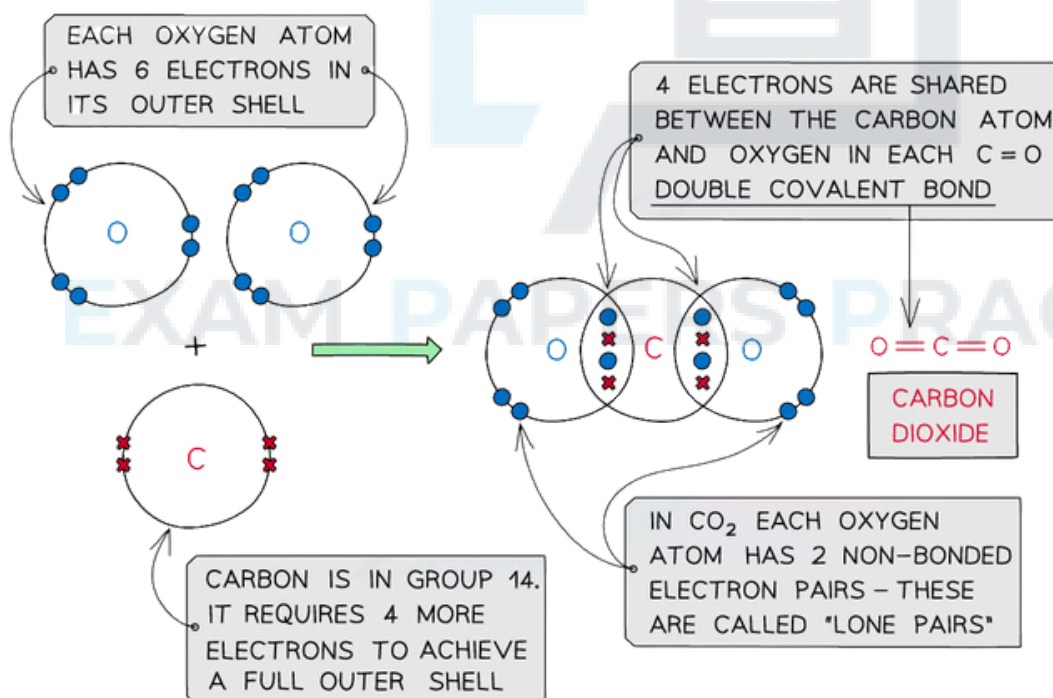 EACH OXYGEN ATOM
HAS 6 ELECTRONS IN
ITS OUTER SHELL
4 ELECTRONS ARE SHARED
BETWEEN THE CARBON ATOM
AND OXYGEN IN EACH C=O
DOUBLE COVALENT BOND
O
O
EXAM PAPERS PRAC
+
O
C
O
O=C=O
CARBON
DIOXIDE
C
IN CO₂ EACH OXYGEN
ATOM HAS 2 NON-BONDED
ELECTRON PAIRS – THESE
ARE CALLED "LONE PAIRS"
CARBON IS IN GROUP 14.
IT REQUIRES 4 MORE
ELECTRONS TO ACHIEVE
A FULL OUTER SHELL